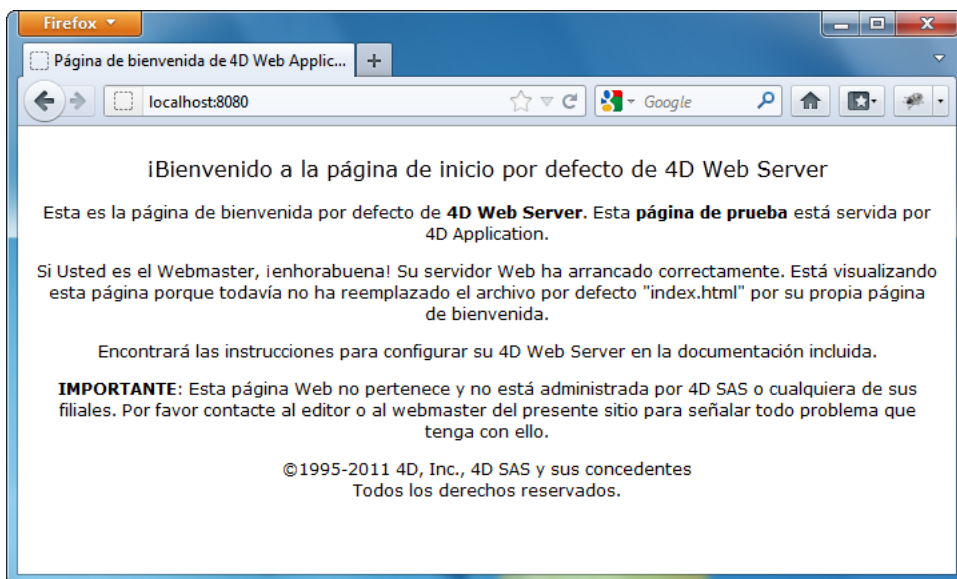 Firefox
Página de bienvenida de 4D Web Applic...
localhost:8080
Google
¡Bienvenido a la página de inicio por defecto de 4D Web Server
Esta es la página de bienvenida por defecto de 4D Web Server. Esta página de prueba está servida por
4D Application.
Si Usted es el Webmaster, ¡enhorabuena! Su servidor Web ha arrancado correctamente. Está visualizando
esta página porque todavía no ha reemplazado el archivo por defecto "index.html" por su propia página
de bienvenida.
Encontrará las instrucciones para configurar su 4D Web Server en la documentación incluida.
IMPORTANTE: Esta página Web no pertenece y no está administrada por 4D SAS o cualquiera de sus
filiales. Por favor contacte al editor o al webmaster del presente sitio para señalar todo problema que
tenga con ello.
©1995-2011 4D, Inc., 4D SAS y sus concedentes
Todos los derechos reservados.